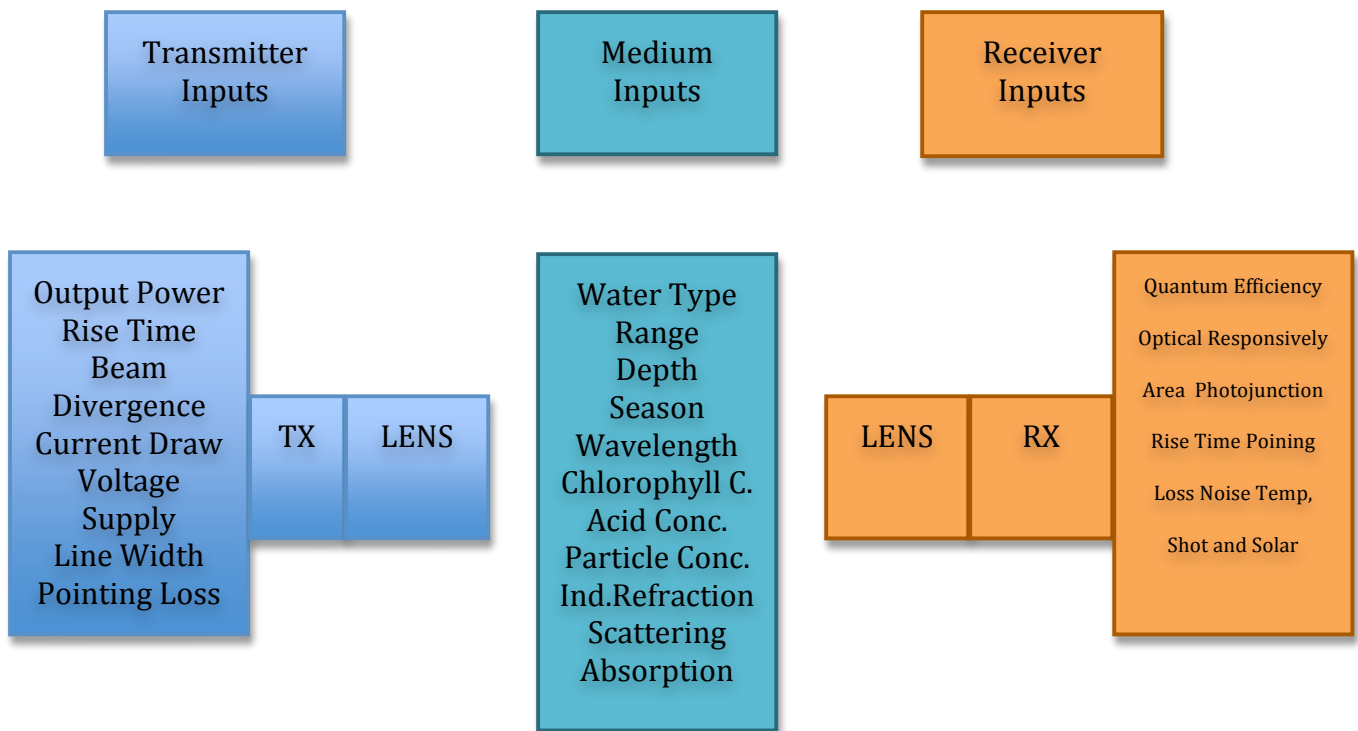 Transmitter
Inputs
Medium
Inputs
Receiver
Inputs
Output Power
Rise Time
Beam
Divergence
Current Draw
Voltage
Supply
Line Width
Pointing Loss
TX
LENS
Water Type
Range
Depth
Season
Wavelength
Chlorophyll C.
Acid Conc.
Particle Conc.
Ind.Refraction
Scattering
Absorption
LENS
RX
Quantum Efficiency
Optical Responsively
Area Photojunction
Rise Time Poining
Loss Noise Temp,
Shot and Solar